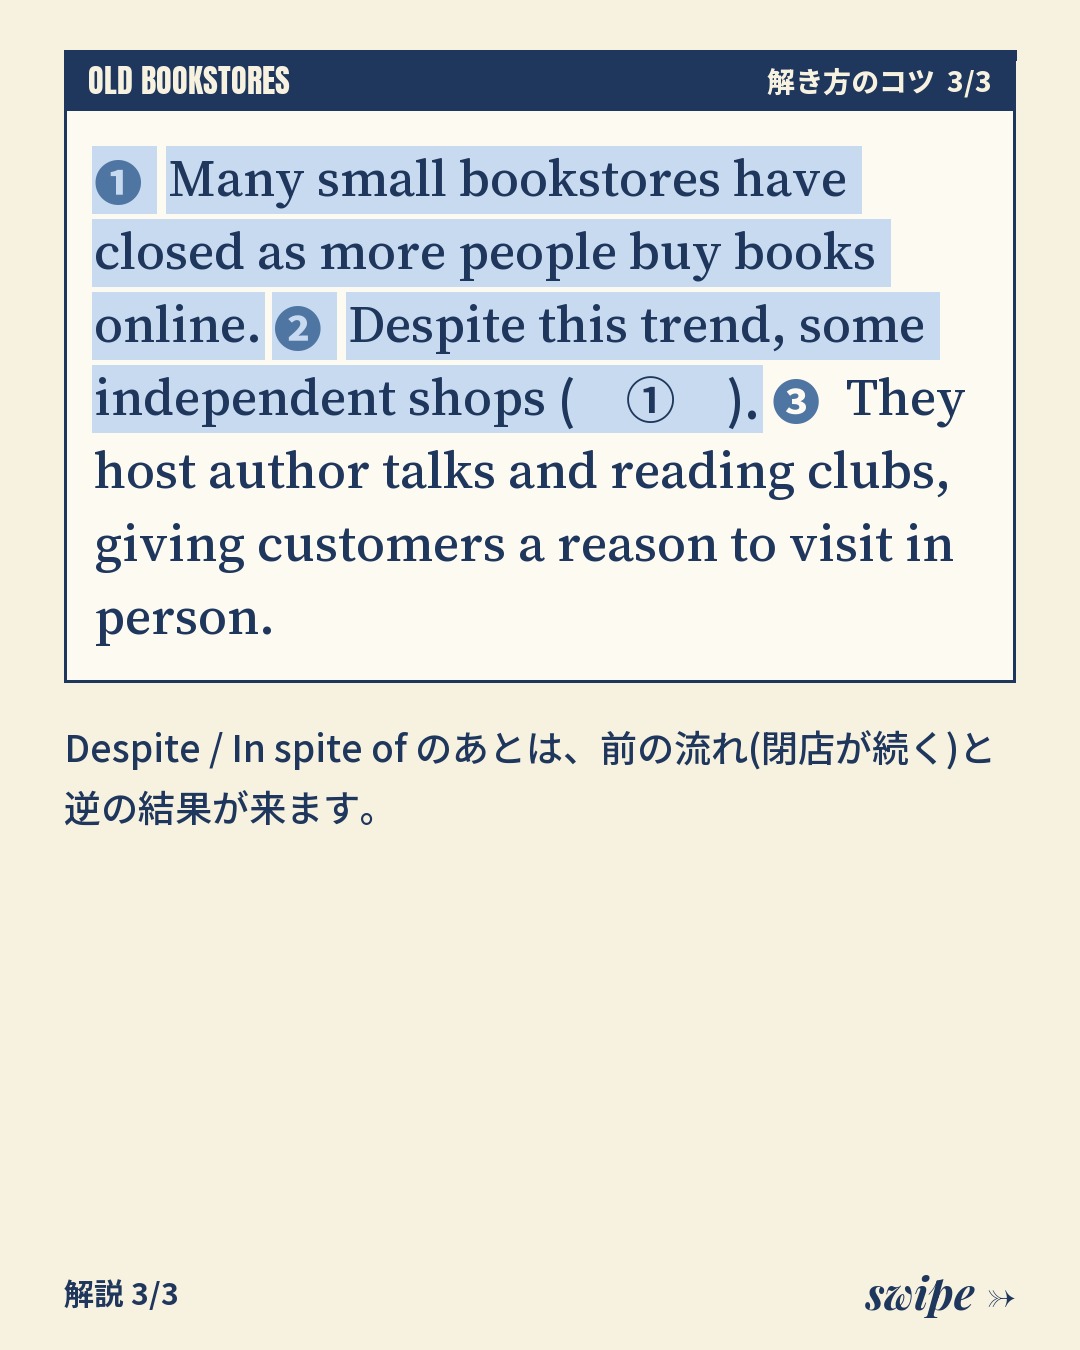 OLD BOOKSTORES
解き方のコツ 3/3
❶ Many small bookstores have
closed as more people buy books
online. ❷ Despite this trend, some
independent shops ( ① ). ❸ They
host author talks and reading clubs,
giving customers a reason to visit in
person.
Despite / In spite of のあとは、前の流れ(閉店が続く)と
逆の結果が来ます。
解説 3/3
swipe